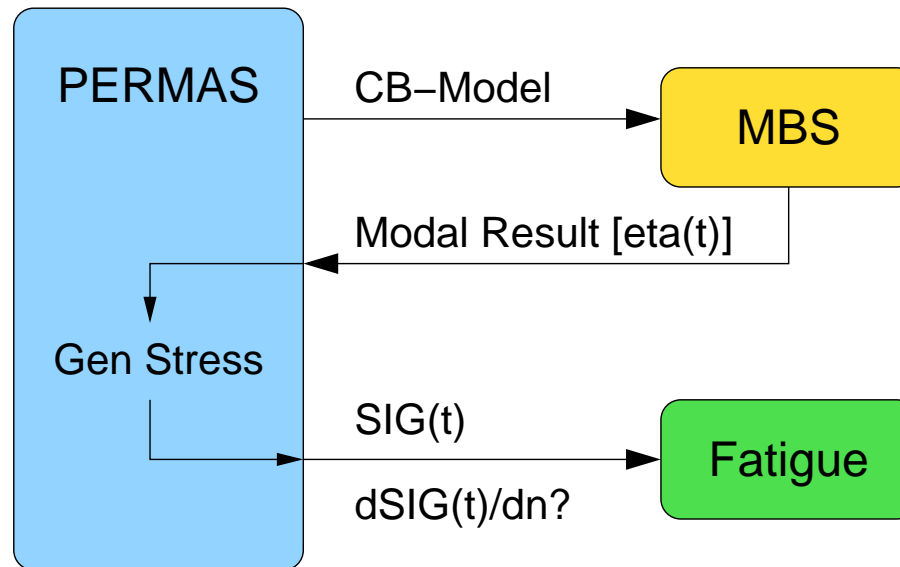 PERMAS
CB–Model
MBS
Modal Result [eta(t)]
Gen Stress
SIG(t)
Fatigue
dSIG(t)/dn?